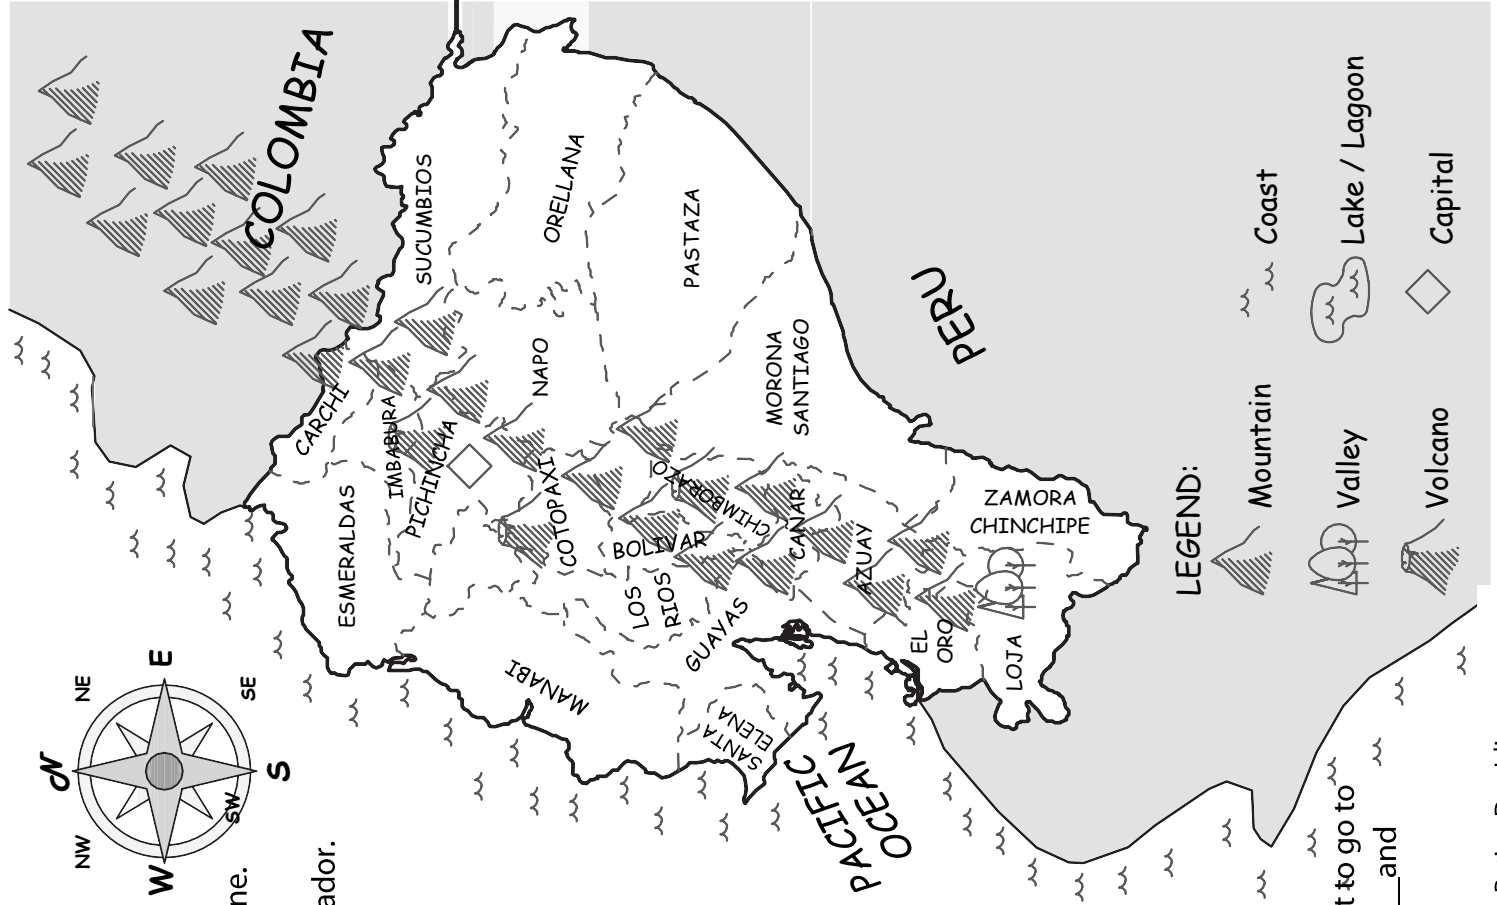 COLOMBIA
PERU
PACIFIC
OCEAN
N
NE
E
SE
S
SW
W
NW
CARCHI
ESMERALDAS
IMBABURA
SUCUMBIOS
PICHINCHA
ORELLANA
NAPO
COTOPAXI
PASTAZA
MANABI
LOS
RIOS
BOLIVAR
CHIMBORAZO
MORONA
SANTIAGO
GUAYAS
SANTA
ELENA
CAÑAR
AZUAY
EL
ORO
LOJA
ZAMORA
CHINCHIPE
LEGEND:
Mountain
Coast
Valley
Lake / Lagoon
Volcano
Capital
ne.
ador.
t to go to
and